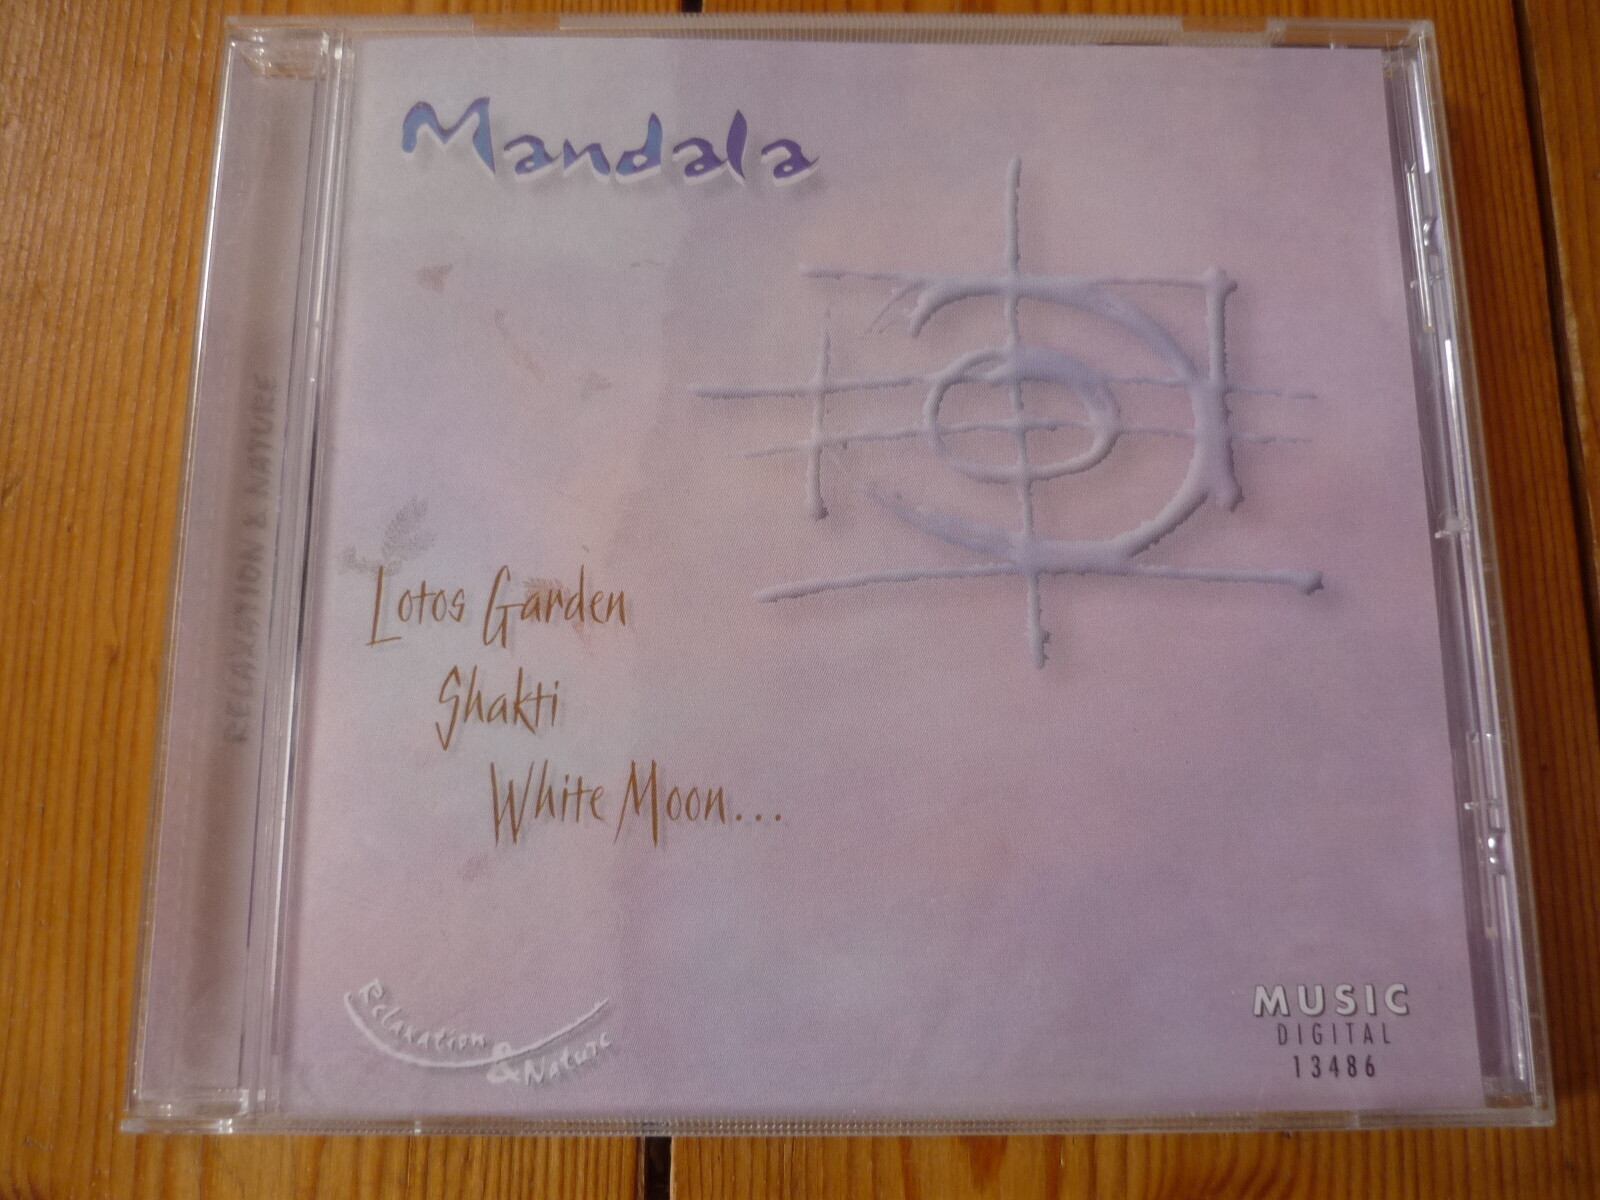 Mandala
Lotos Garden
Shakti
White Moon...
RELAXATION & NATURE
Relaxation
& Nature
MUSIC
DIGITAL
13486